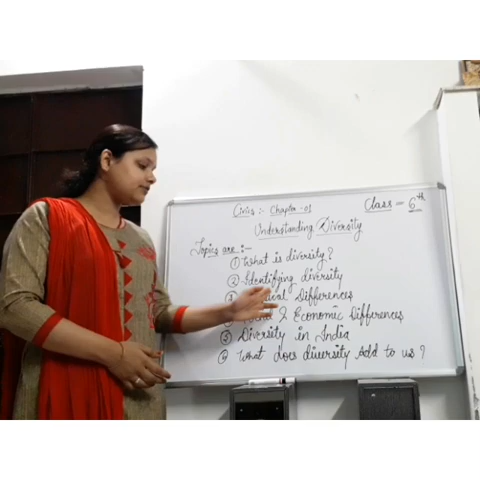 Civics :- Chapter-01
Class - 6th
Understanding Diversity
Topics are :-
① What is diversity?
② Identifying diversity
Differences
& Economic Differences
⑤ Diversity in India
⑥ What does diversity Add to us?